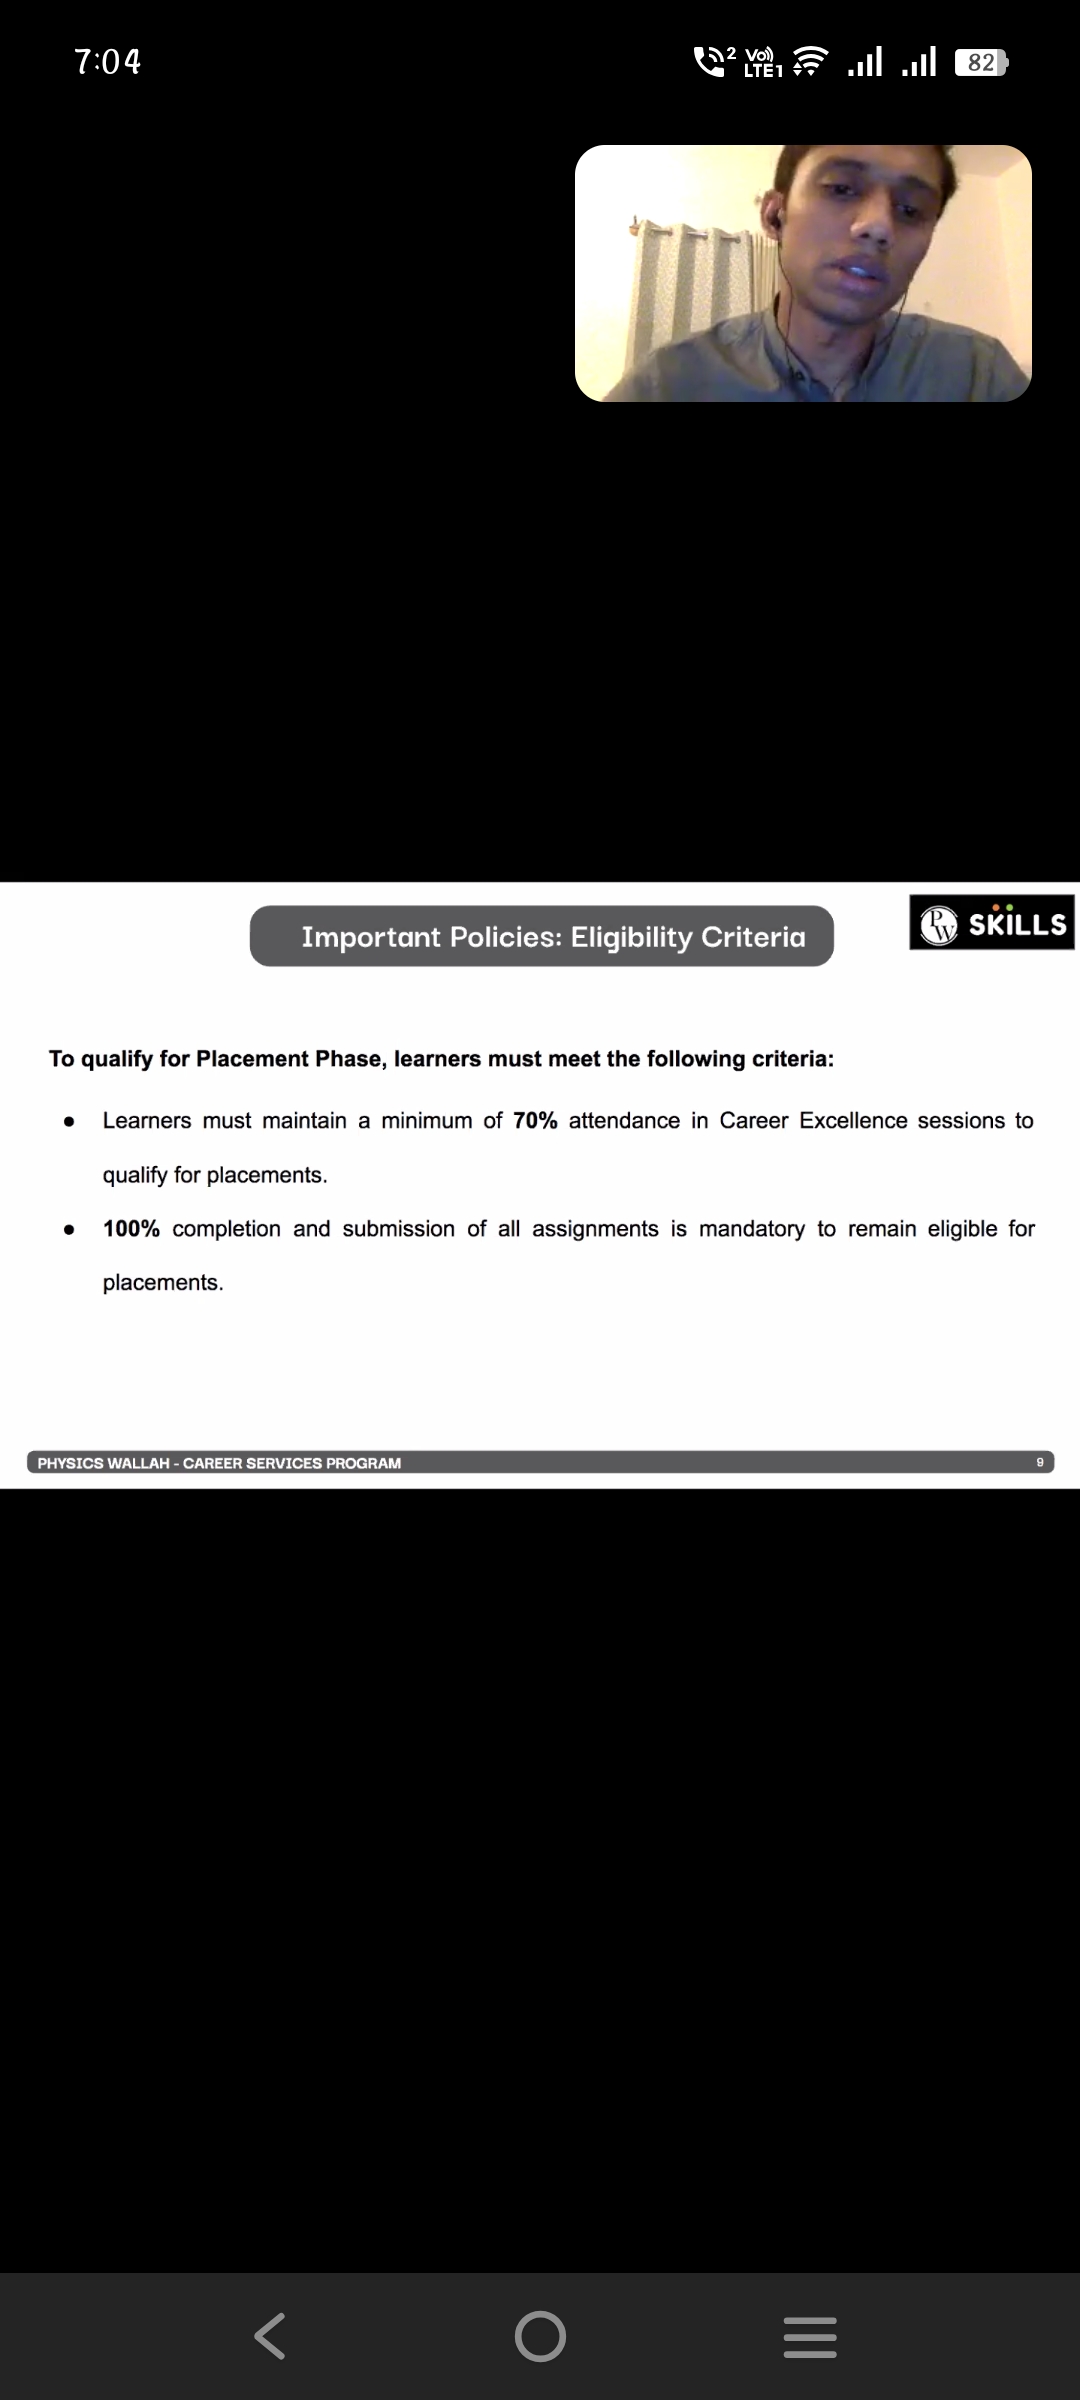 7:04
2 Vo)) LTE1 82
Important Policies: Eligibility Criteria
PW SKILLS
To qualify for Placement Phase, learners must meet the following criteria:
● Learners must maintain a minimum of 70% attendance in Career Excellence sessions to
qualify for placements.
● 100% completion and submission of all assignments is mandatory to remain eligible for
placements.
PHYSICS WALLAH - CAREER SERVICES PROGRAM 9